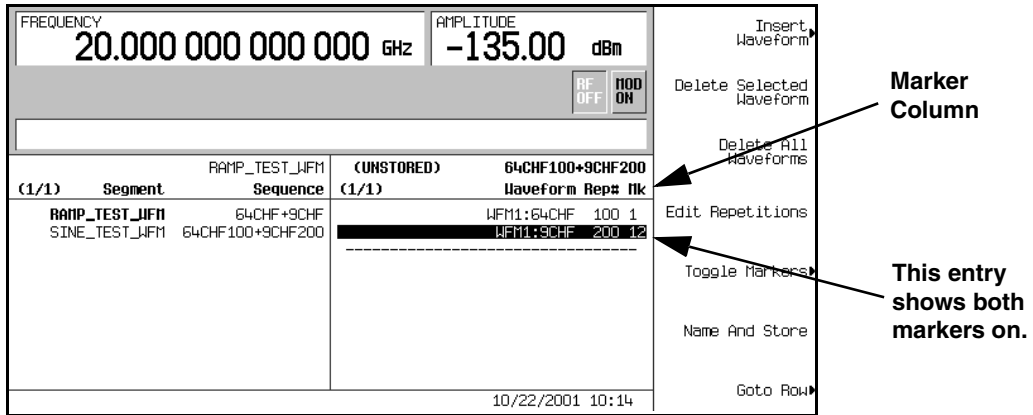 FREQUENCY
20.000 000 000 000 GHz
AMPLITUDE
-135.00 dBm
RF OFF
MOD ON
RAMP_TEST_WFM
(UNSTORED) 64CHF100+9CHF200
(1/1) Segment Sequence
(1/1) Waveform Rep# Mk
RAMP_TEST_WFM 64CHF+9CHF
SINE_TEST_WFM 64CHF100+9CHF200
WFM1:64CHF 100 1
WFM1:9CHF 200 12
10/22/2001 10:14
Insert
Waveform
Delete Selected
Waveform
Delete All
Waveforms
Edit Repetitions
Toggle Markers
Name And Store
Goto Row
Marker
Column
This entry
shows both
markers on.